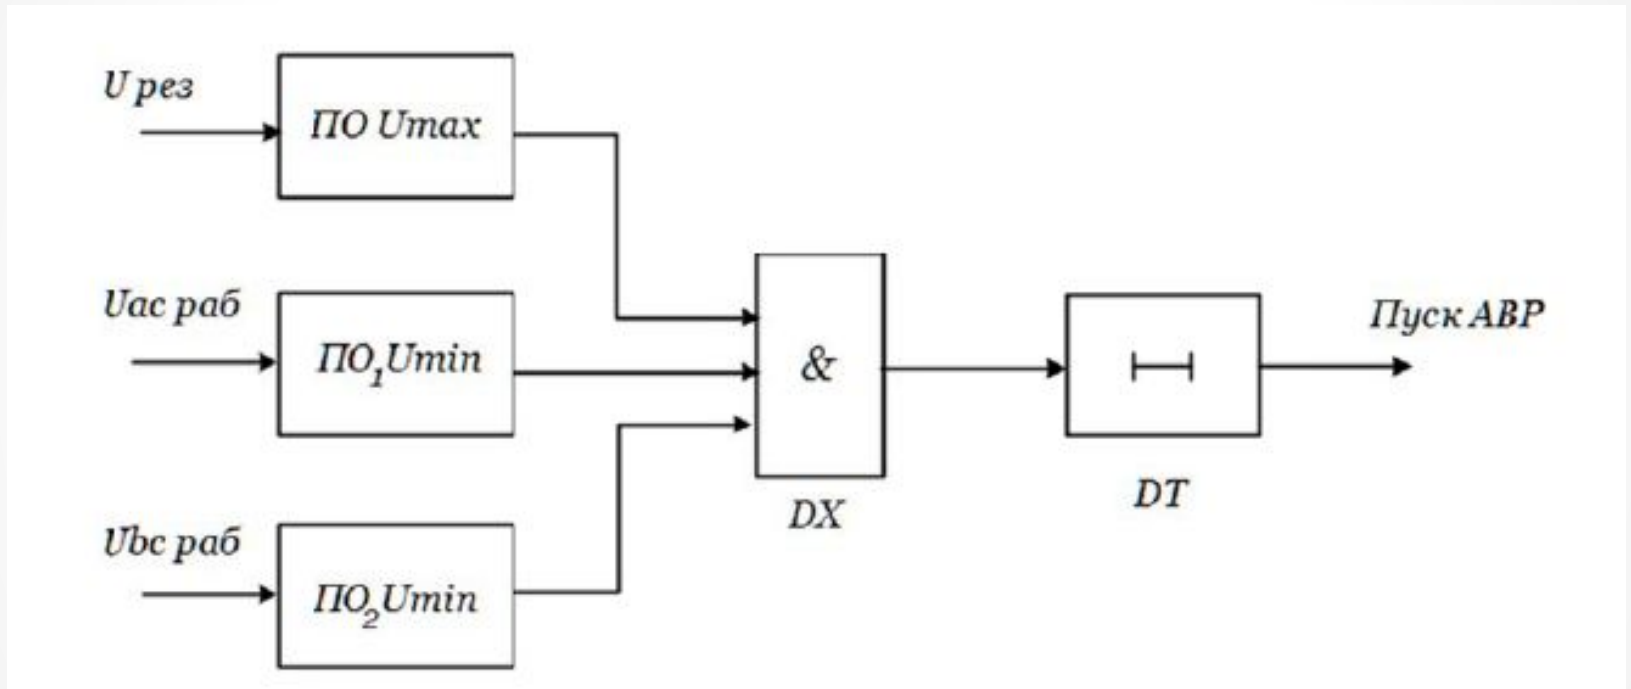 U рез
ПО Umax
Uac раб
ПО₁Umin
&
Пуск АВР
DX
DT
Ubc раб
ПО₂Umin